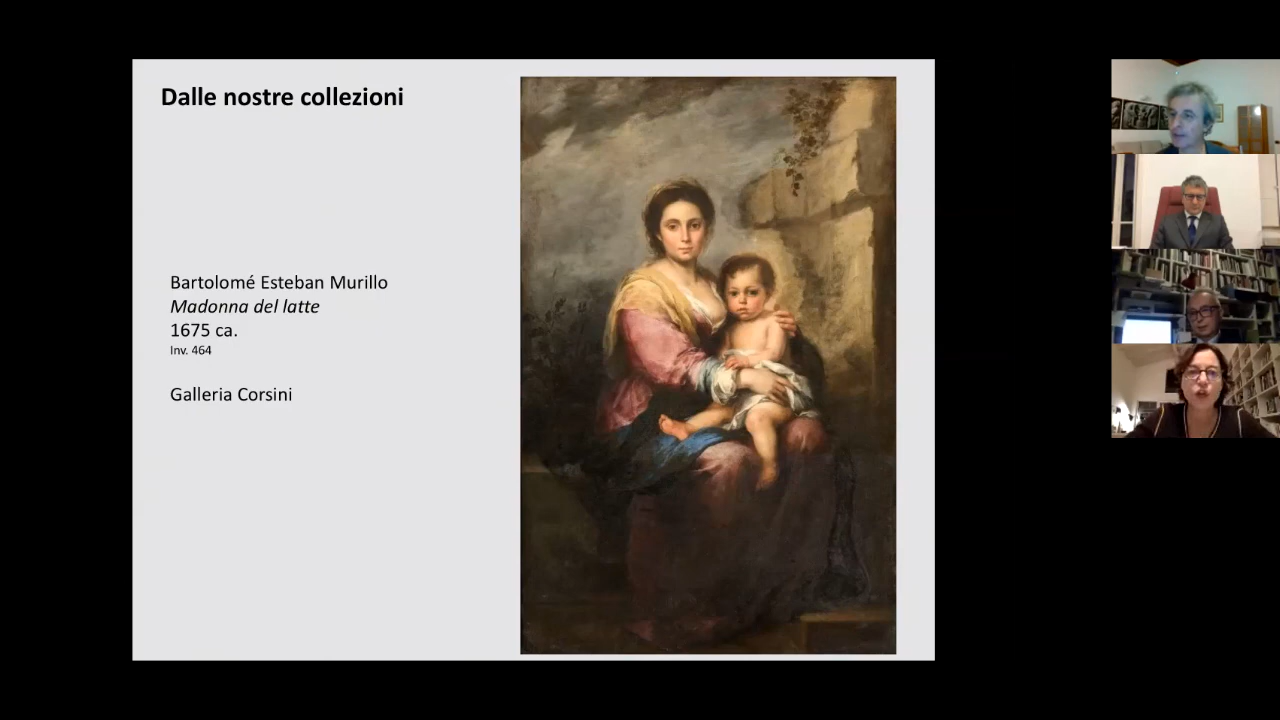 Dalle nostre collezioni
Bartolomé Esteban Murillo
Madonna del latte
1675 ca.
Inv. 464
Galleria Corsini